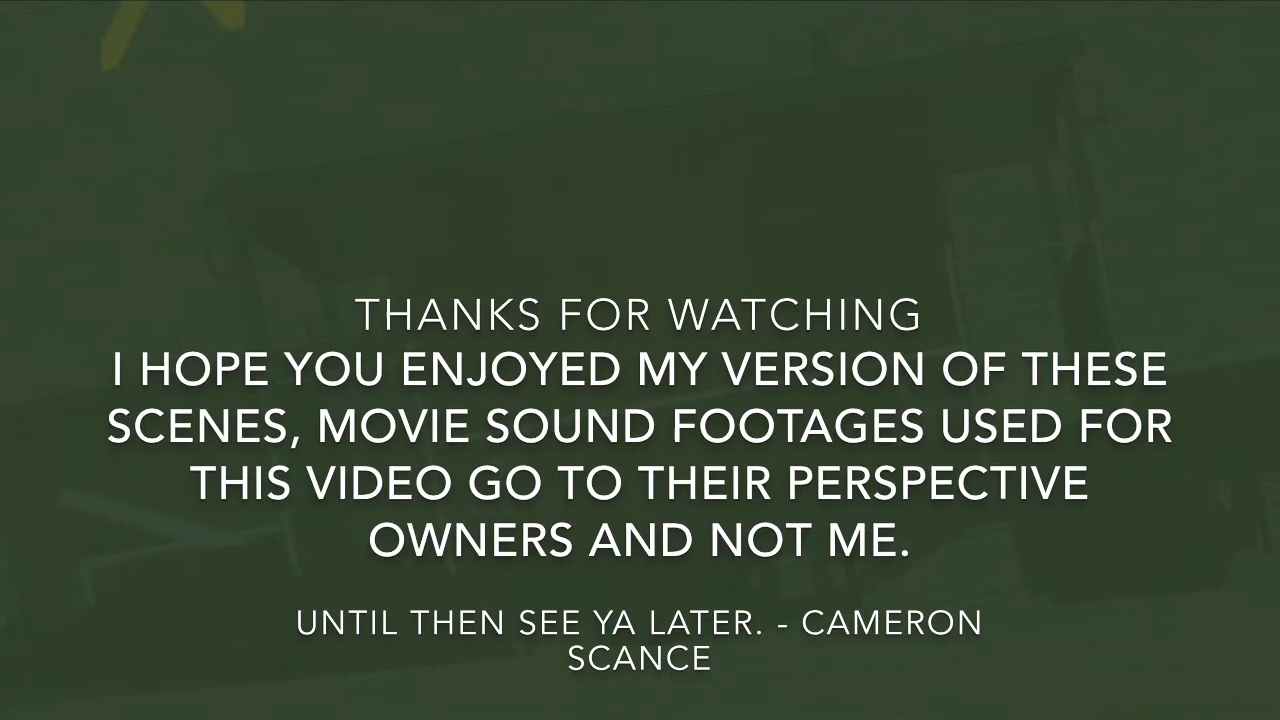 THANKS FOR WATCHING
I HOPE YOU ENJOYED MY VERSION OF THESE
SCENES, MOVIE SOUND FOOTAGES USED FOR
THIS VIDEO GO TO THEIR PERSPECTIVE
OWNERS AND NOT ME.
UNTIL THEN SEE YA LATER. - CAMERON
SCANCE